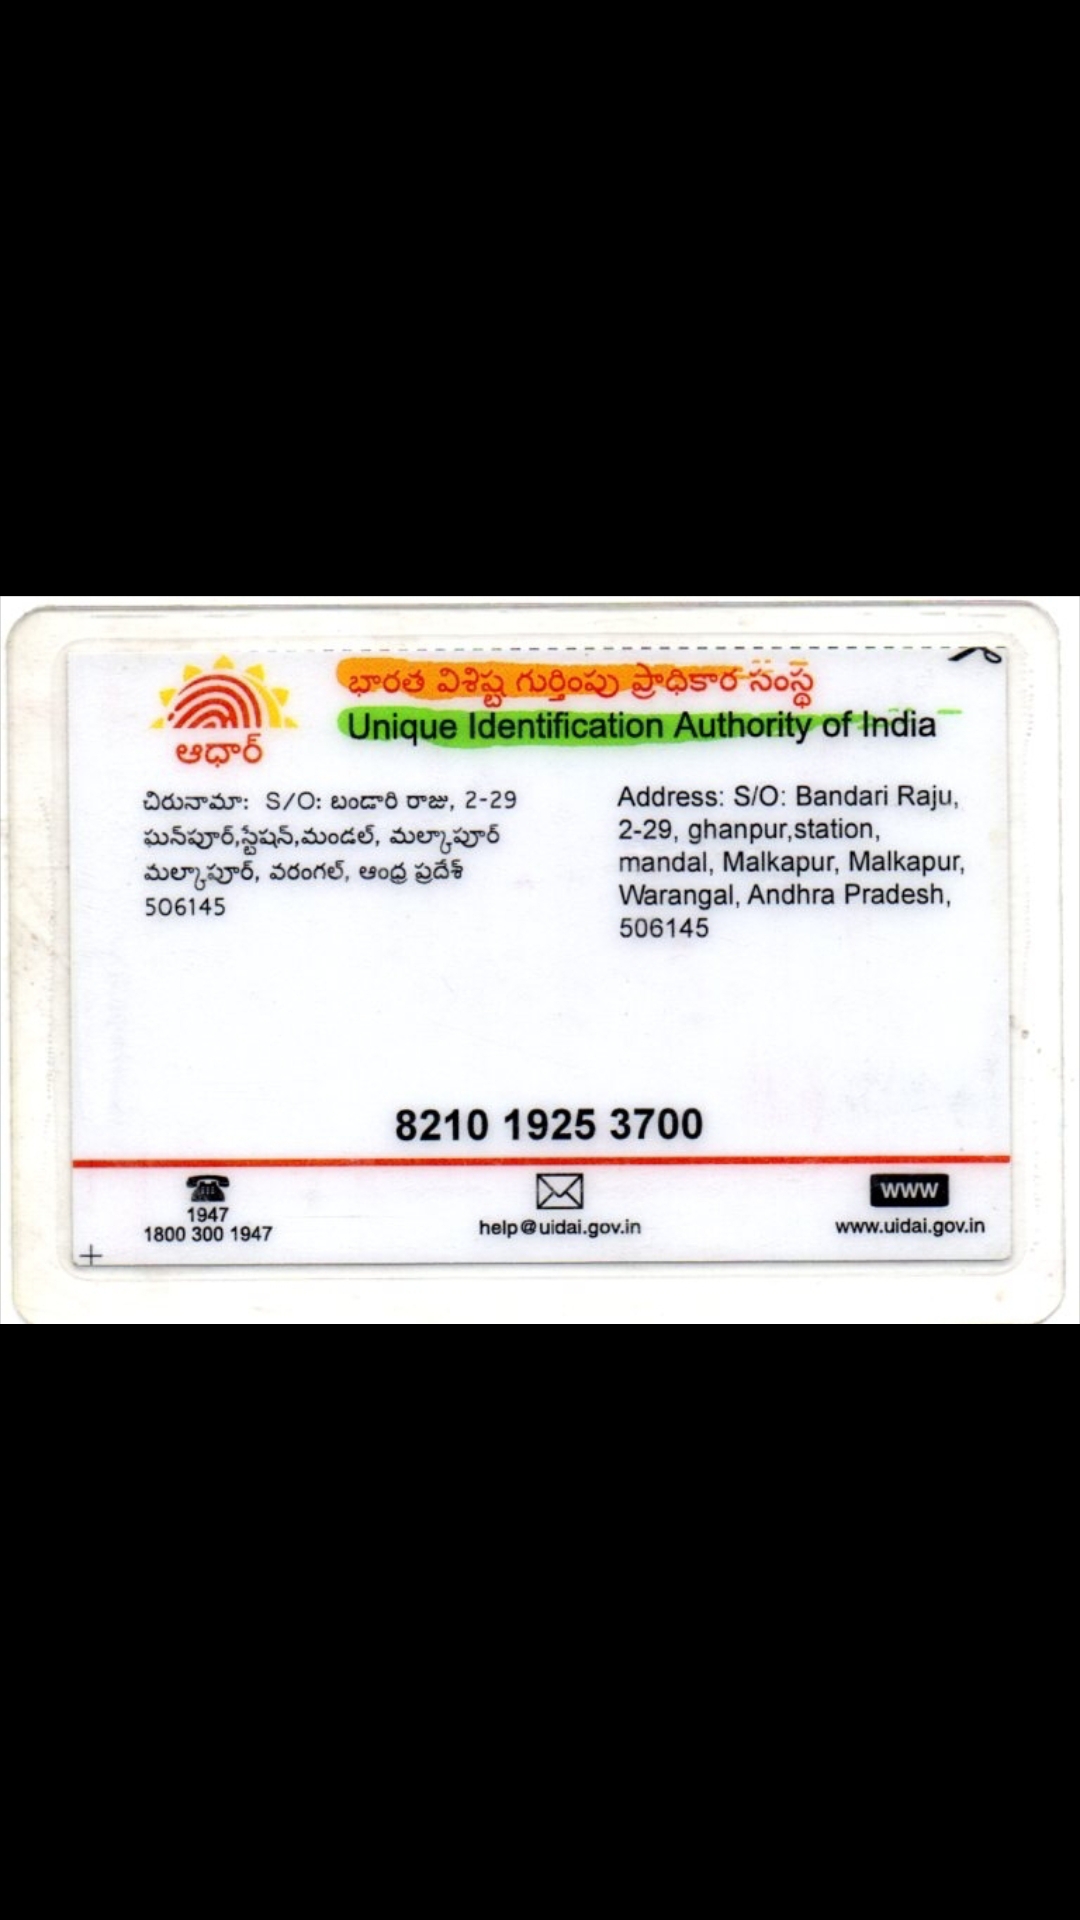 భారత విశిష్ట గుర్తింపు ప్రాధికార సంస్థ
Unique Identification Authority of India
ఆధార్
చిరునామా: S/O: బండారి రాజు, 2-29
ఘన్‌పూర్,స్టేషన్,మండల్, మల్కాపూర్
మల్కాపూర్, వరంగల్, ఆంధ్ర ప్రదేశ్
506145
Address: S/O: Bandari Raju,
2-29, ghanpur,station,
mandal, Malkapur, Malkapur,
Warangal, Andhra Pradesh,
506145
8210 1925 3700
1947
1800 300 1947
help@uidai.gov.in
www
www.uidai.gov.in